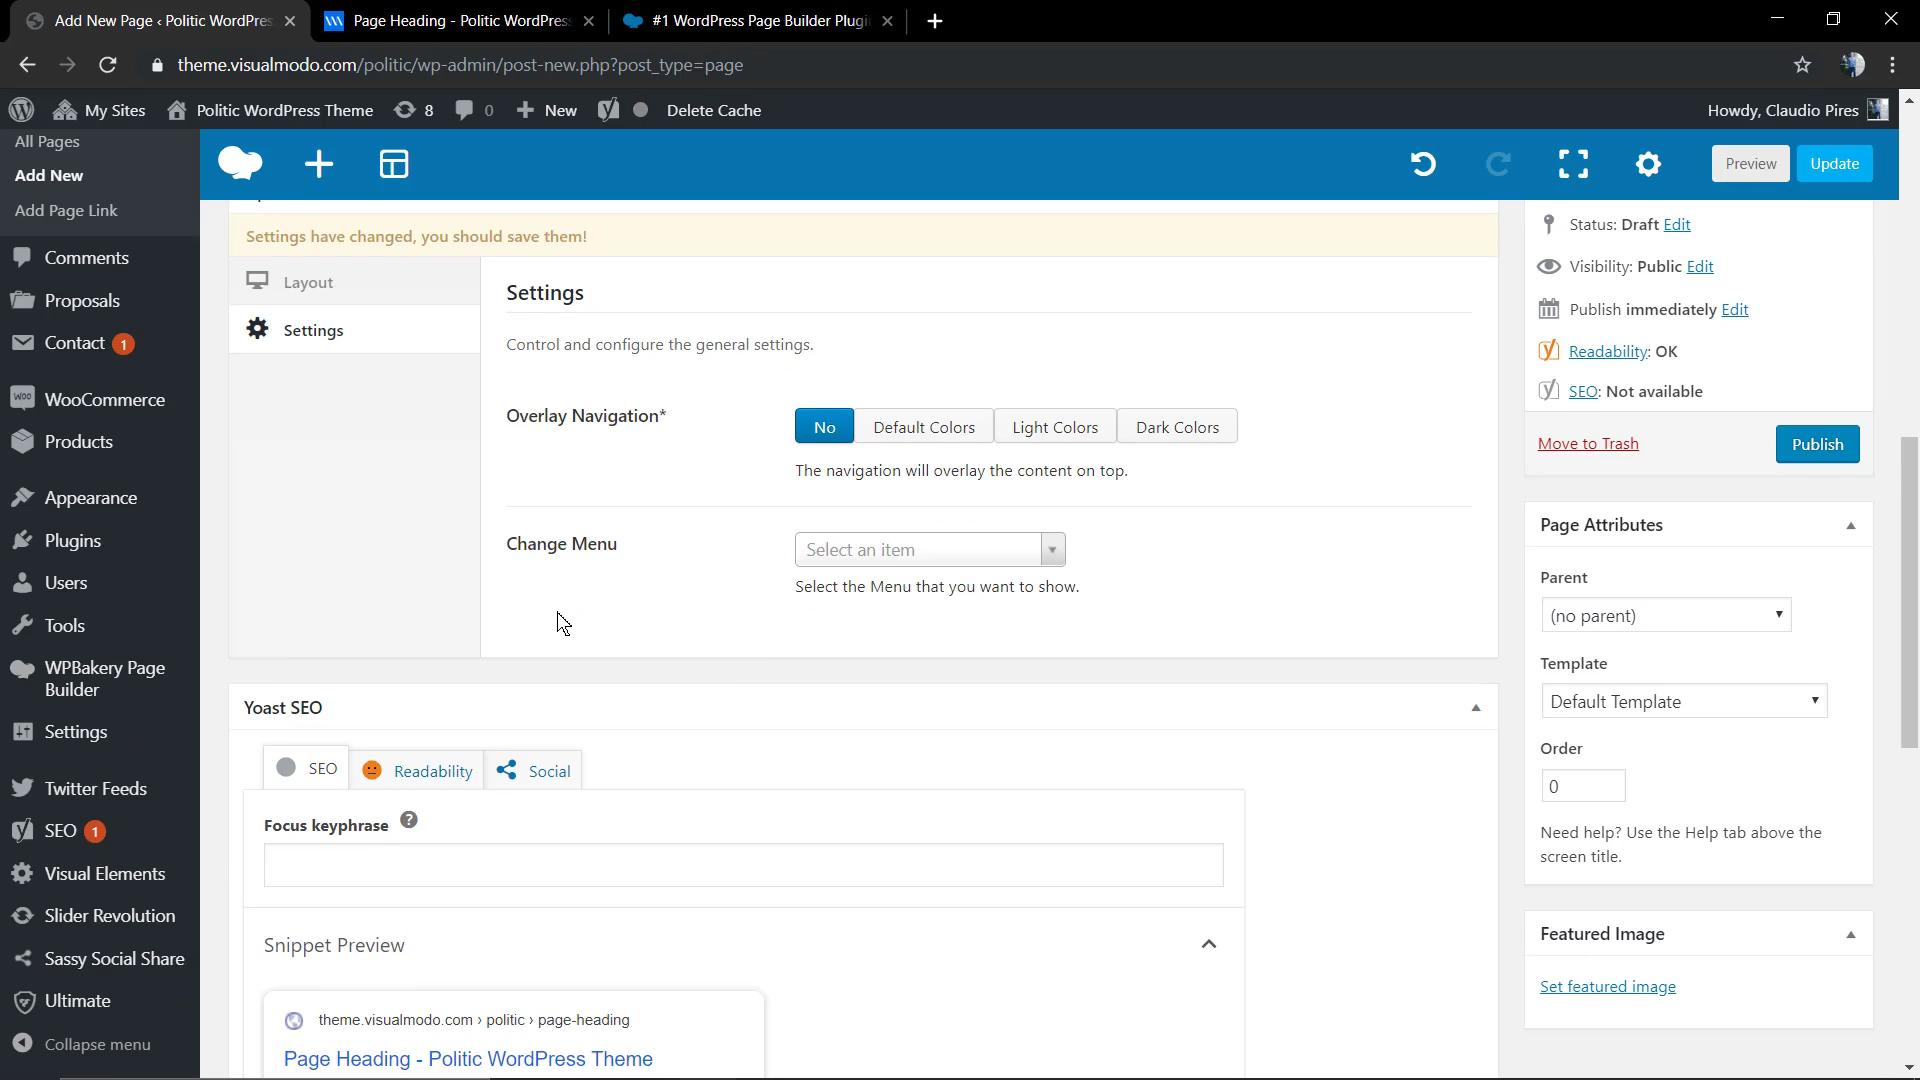 Add New Page ‹ Politic WordPres
Page Heading - Politic WordPres
#1 WordPress Page Builder Plugi
theme.visualmodo.com/politic/wp-admin/post-new.php?post_type=page
My Sites
Politic WordPress Theme
8
0
New
Delete Cache
Howdy, Claudio Pires
All Pages
Add New
Add Page Link
Comments
Proposals
Contact 1
WooCommerce
Products
Appearance
Plugins
Users
Tools
WPBakery Page
Builder
Settings
Twitter Feeds
SEO 1
Visual Elements
Slider Revolution
Sassy Social Share
Ultimate
Collapse menu
Preview
Update
Settings have changed, you should save them!
Layout
Settings
Settings
Control and configure the general settings.
Overlay Navigation*
No
Default Colors
Light Colors
Dark Colors
The navigation will overlay the content on top.
Change Menu
Select an item
Select the Menu that you want to show.
Yoast SEO
SEO
Readability
Social
Focus keyphrase
Snippet Preview
theme.visualmodo.com › politic › page-heading
Page Heading - Politic WordPress Theme
Status: Draft Edit
Visibility: Public Edit
Publish immediately Edit
Readability: OK
SEO: Not available
Move to Trash
Publish
Page Attributes
Parent
(no parent)
Template
Default Template
Order
0
Need help? Use the Help tab above the
screen title.
Featured Image
Set featured image